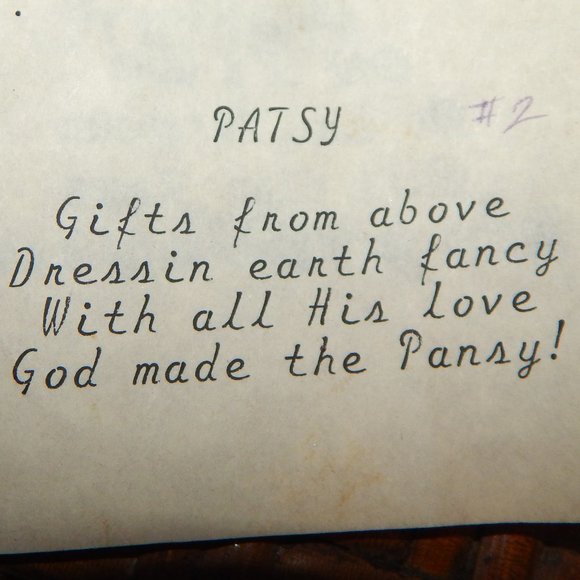 PATSY #2
Gifts from above
Dressin earth fancy
With all His love
God made the Pansy!